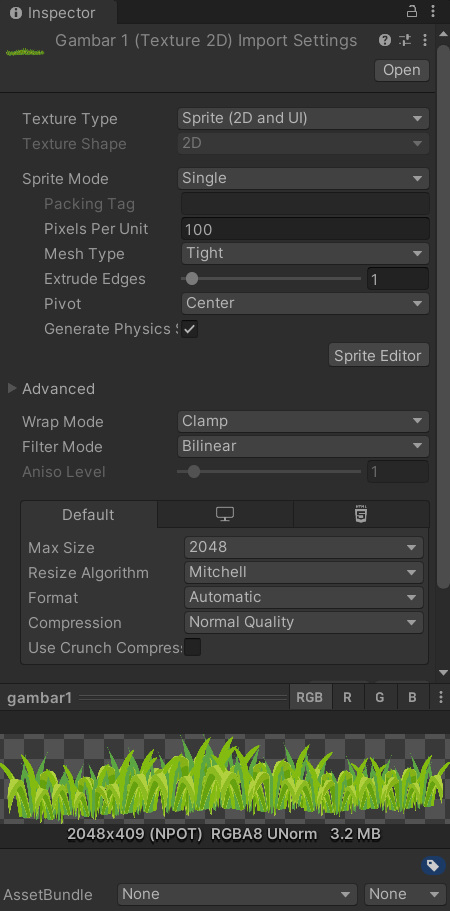 Inspector
Gambar 1 (Texture 2D) Import Settings
Open
Texture Type Sprite (2D and UI)
Texture Shape 2D
Sprite Mode Single
Packing Tag
Pixels Per Unit 100
Mesh Type Tight
Extrude Edges 1
Pivot Center
Generate Physics S
Sprite Editor
Advanced
Wrap Mode Clamp
Filter Mode Bilinear
Aniso Level 1
Default
Max Size 2048
Resize Algorithm Mitchell
Format Automatic
Compression Normal Quality
Use Crunch Compress
gambar1 RGB R G B
2048x409 (NPOT) RGBA8 UNorm 3.2 MB
AssetBundle None None